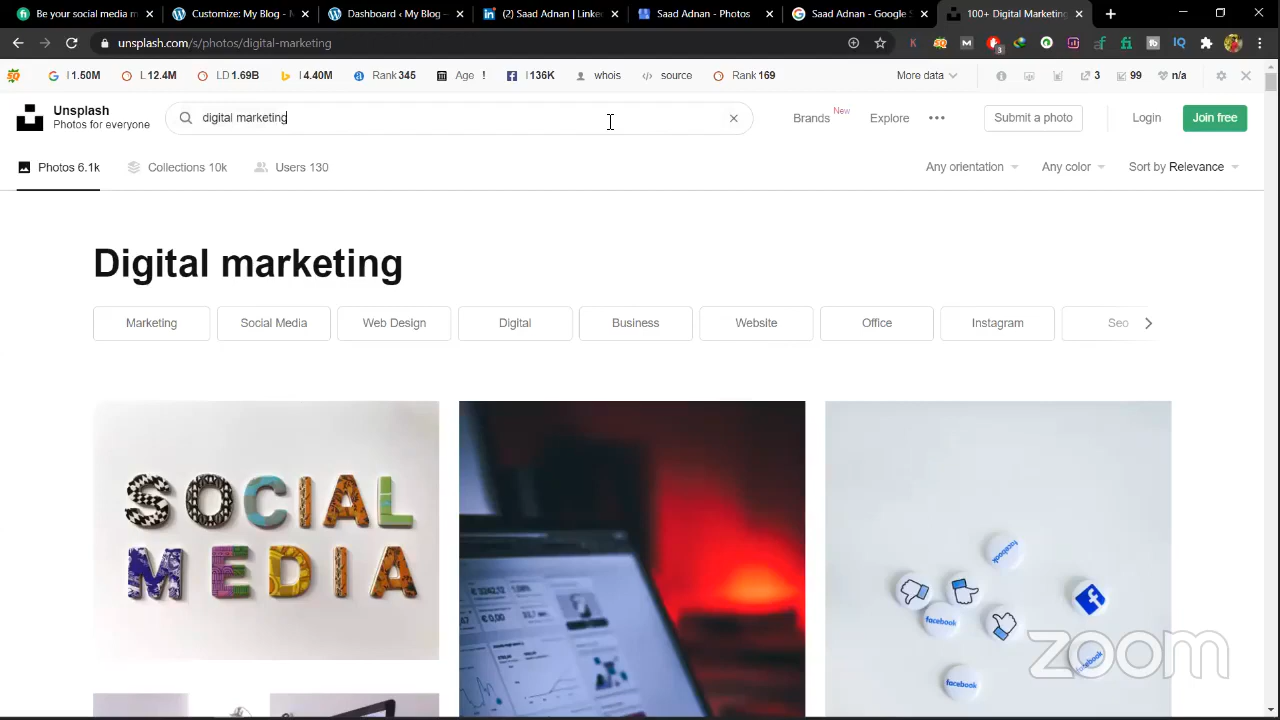 Be your social media m
Customize: My Blog – M
Dashboard ‹ My Blog –
(2) Saad Adnan | Linke
Saad Adnan - Photos
Saad Adnan - Google S
100+ Digital Marketing
unsplash.com/s/photos/digital-marketing
I 1.50M
L 12.4M
LD 1.69B
I 4.40M
Rank 345
Age !
I 136K
whois
source
Rank 169
More data
3
99
n/a
Unsplash
Photos for everyone
digital marketing
Brands New
Explore
Submit a photo
Login
Join free
Photos 6.1k
Collections 10k
Users 130
Any orientation
Any color
Sort by Relevance
Digital marketing
Marketing
Social Media
Web Design
Digital
Business
Website
Office
Instagram
Seo
SOCIAL
MEDIA
facebook
facebook
facebook
facebook
zoom